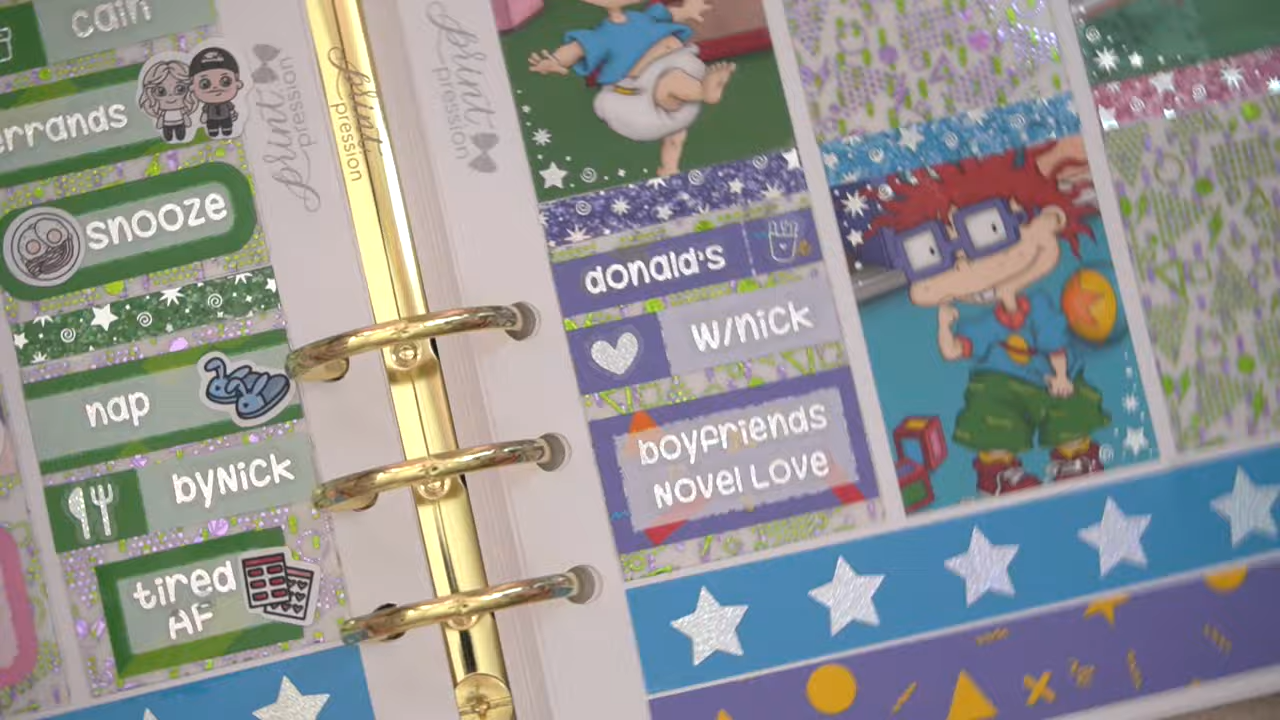 cain
errands
snooze
nap
byNick
tired
AF
print
pression
print
pression
print
pression
donald's
w/nick
boyfriends
novel love